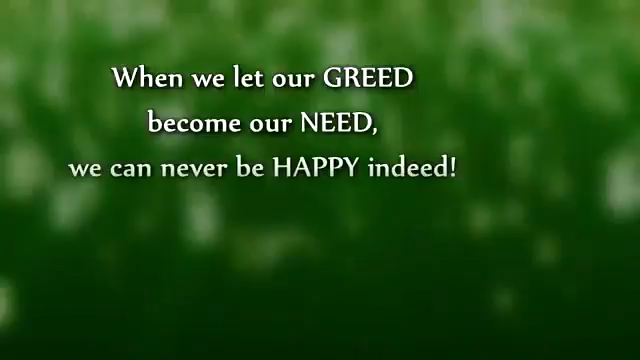 When we let our GREED
become our NEED,
we can never be HAPPY indeed!